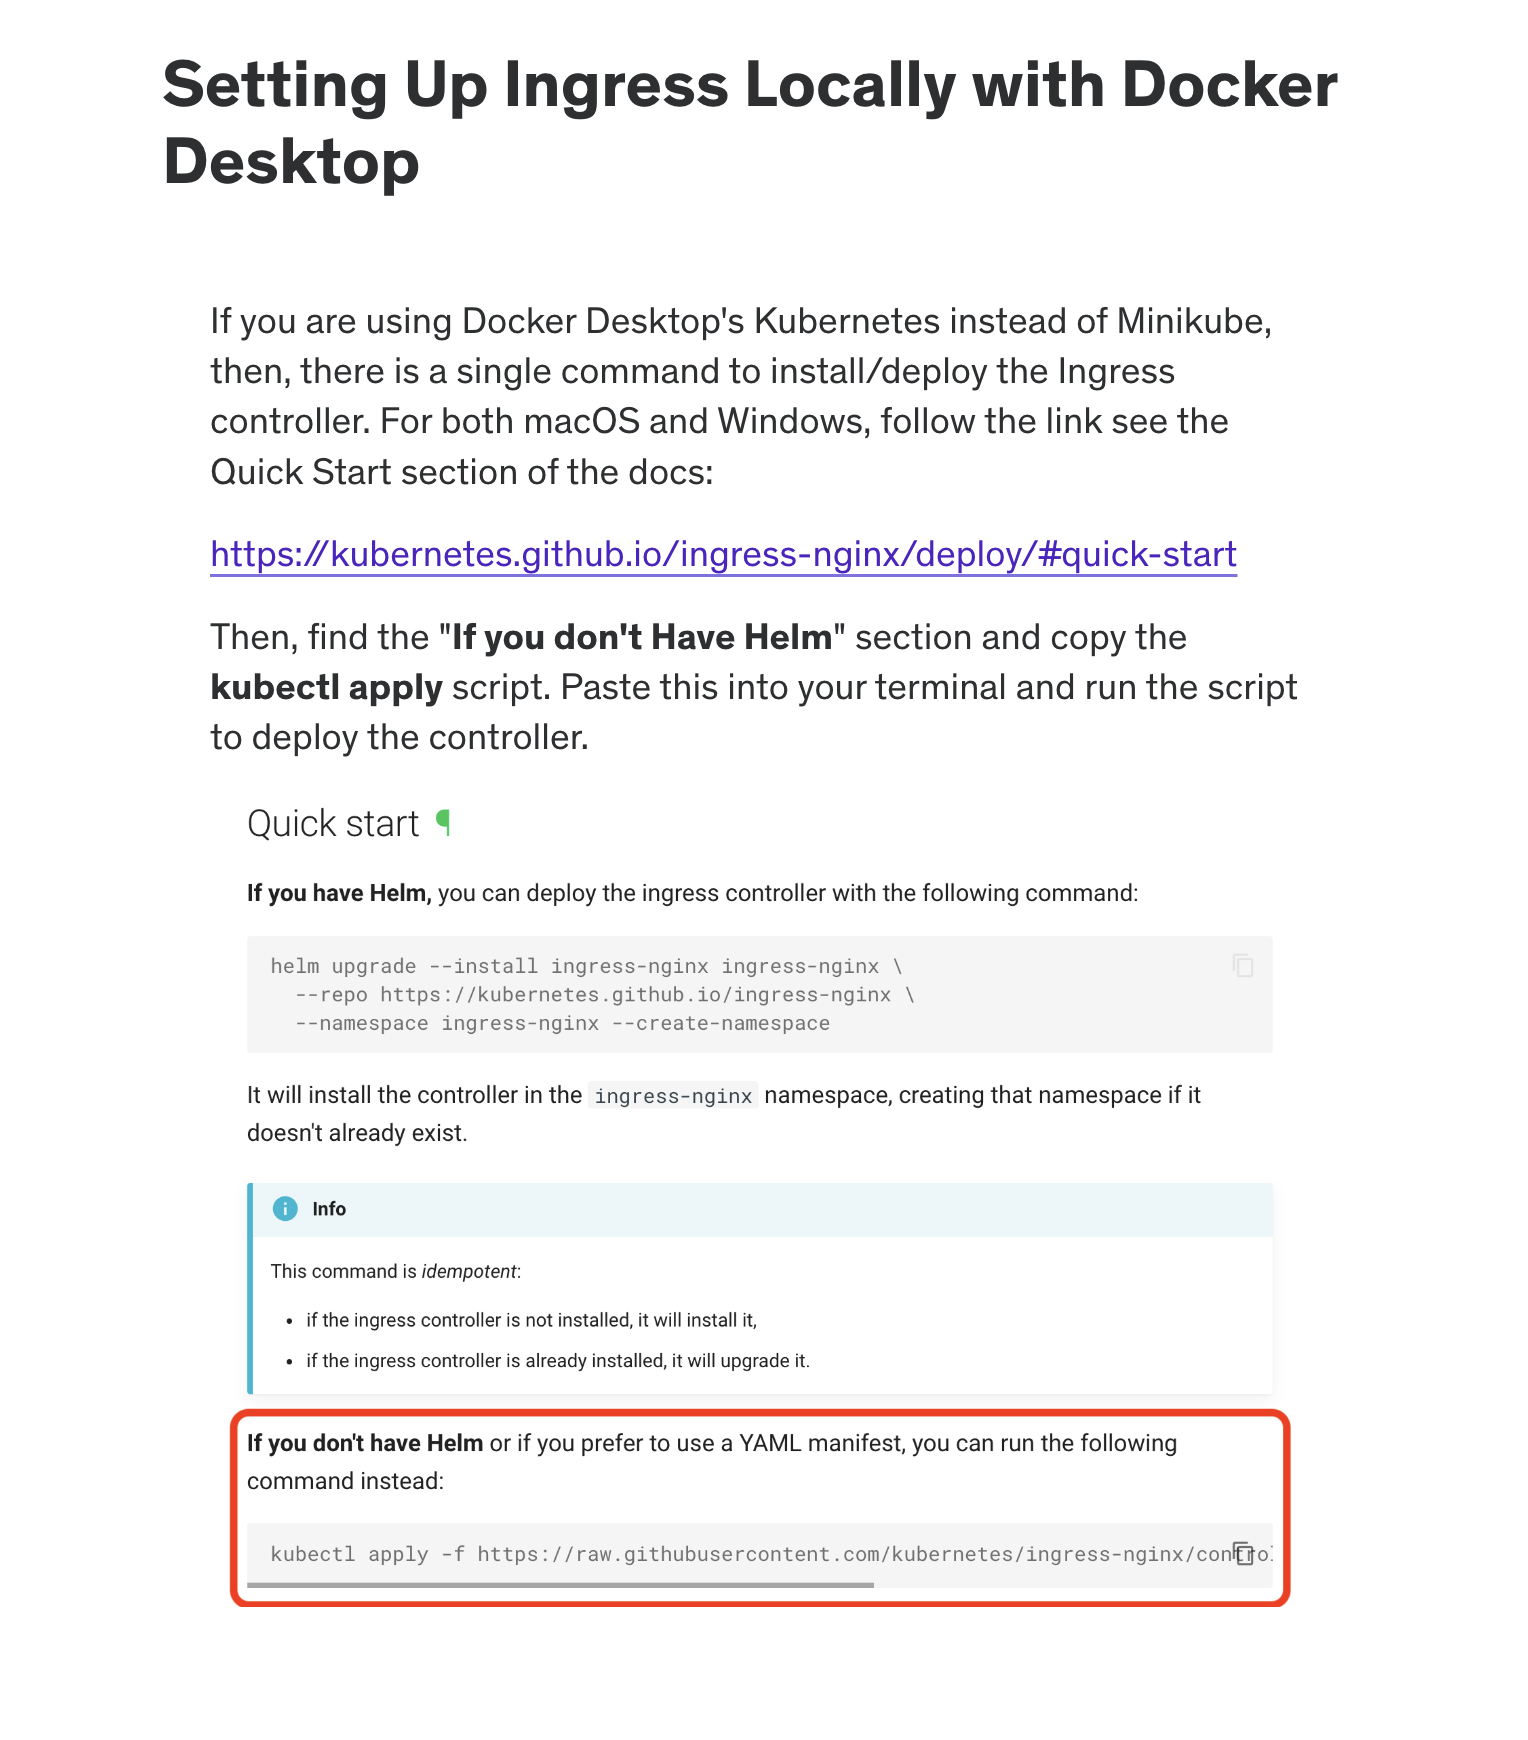 Setting Up Ingress Locally with Docker
Desktop
If you are using Docker Desktop's Kubernetes instead of Minikube,
then, there is a single command to install/deploy the Ingress
controller. For both macOS and Windows, follow the link see the
Quick Start section of the docs:
https://kubernetes.github.io/ingress-nginx/deploy/#quick-start
Then, find the "If you don't Have Helm" section and copy the
kubectl apply script. Paste this into your terminal and run the script
to deploy the controller.
Quick start ¶
If you have Helm, you can deploy the ingress controller with the following command:
helm upgrade --install ingress-nginx ingress-nginx \
  --repo https://kubernetes.github.io/ingress-nginx \
  --namespace ingress-nginx --create-namespace
It will install the controller in the ingress-nginx namespace, creating that namespace if it
doesn't already exist.
Info
This command is idempotent:
• if the ingress controller is not installed, it will install it,
• if the ingress controller is already installed, it will upgrade it.
If you don't have Helm or if you prefer to use a YAML manifest, you can run the following
command instead:
kubectl apply -f https://raw.githubusercontent.com/kubernetes/ingress-nginx/control